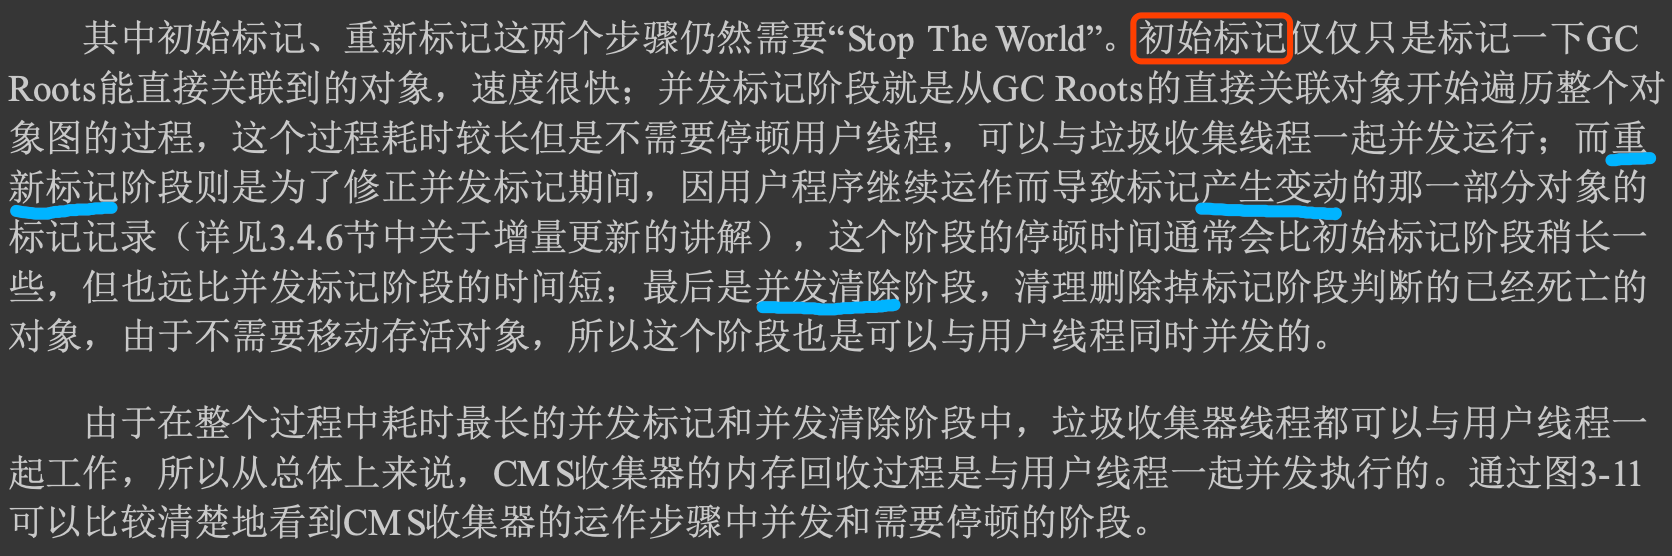 其中初始标记、重新标记这两个步骤仍然需要“Stop The World”。初始标记仅仅只是标记一下GC
Roots能直接关联到的对象，速度很快；并发标记阶段就是从GC Roots的直接关联对象开始遍历整个对
象图的过程，这个过程耗时较长但是不需要停顿用户线程，可以与垃圾收集线程一起并发运行；而重
新标记阶段则是为了修正并发标记期间，因用户程序继续运作而导致标记产生变动的那一部分对象的
标记记录（详见3.4.6节中关于增量更新的讲解），这个阶段的停顿时间通常会比初始标记阶段稍长一
些，但也远比并发标记阶段的时间短；最后是并发清除阶段，清理删除掉标记阶段判断的已经死亡的
对象，由于不需要移动存活对象，所以这个阶段也是可以与用户线程同时并发的。
由于在整个过程中耗时最长的并发标记和并发清除阶段中，垃圾收集器线程都可以与用户线程一
起工作，所以从总体上来说，CMS收集器的内存回收过程是与用户线程一起并发执行的。通过图3-11
可以比较清楚地看到CMS收集器的运作步骤中并发和需要停顿的阶段。